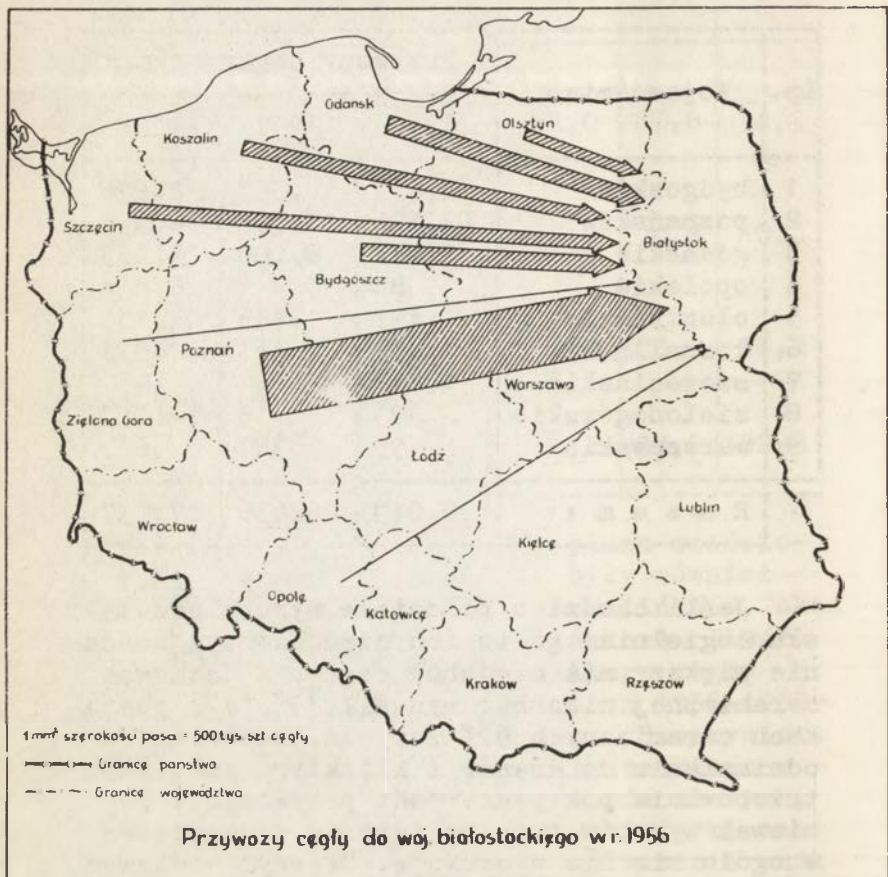 Gdańsk
Koszalin
Olsztyn
Szczecin
Białystok
Bydgoszcz
Poznań
Warszawa
Zielona Gora
Łódź
Wrocław
Lublin
Kielce
Opole
Katowice
Kraków
Rzeszów
1 mm² szerokości pasa = 500 tys. szt cegły
Granice państwa
Granice województwa
Przywozy cegły do woj. białostockiego w r. 1956